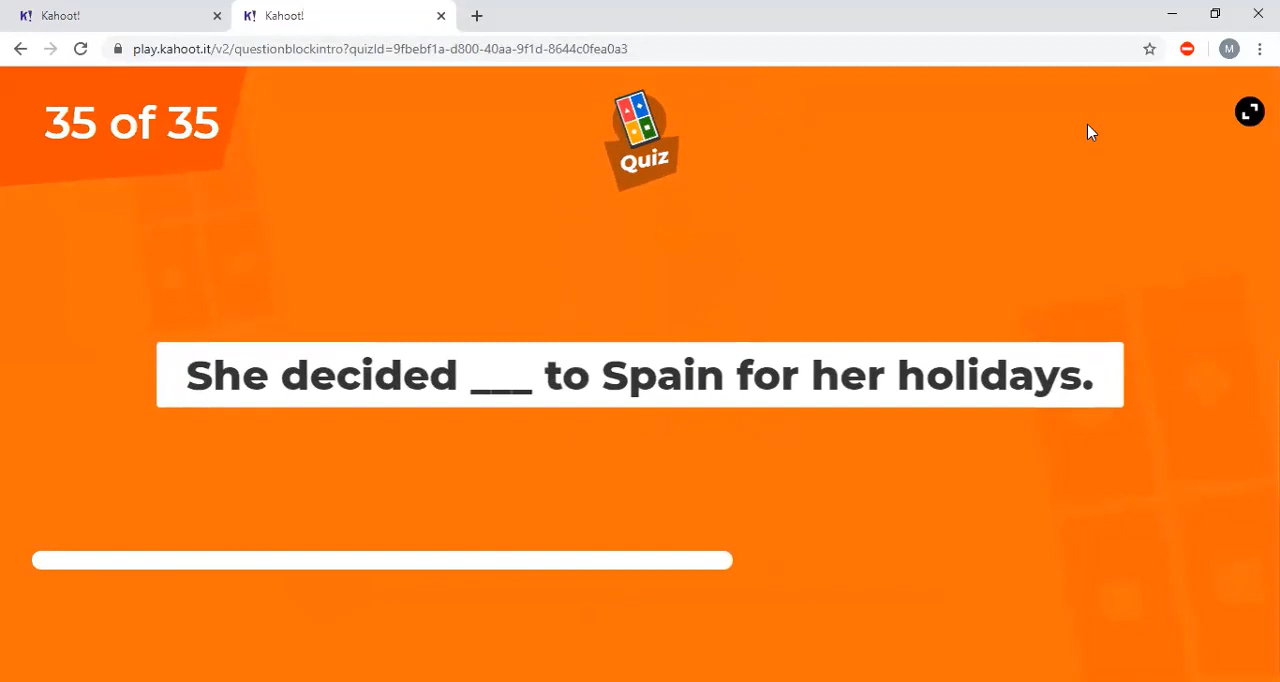 Kahoot!
Kahoot!
play.kahoot.it/v2/questionblockintro?quizId=9fbebf1a-d800-40aa-9f1d-8644c0fea0a3
M
35 of 35
Quiz
She decided ___ to Spain for her holidays.